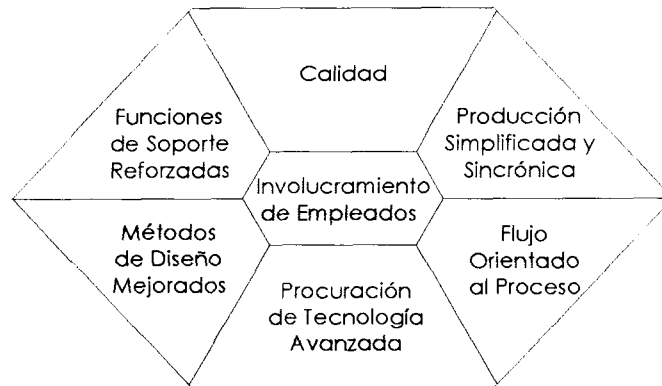 Calidad
Funciones
de Soporte
Reforzadas
Producción
Simplificada y
Sincrónica
Involucramiento
de Empleados
Métodos
de Diseño
Mejorados
Flujo
Orientado
al Proceso
Procuración
de Tecnología
Avanzada